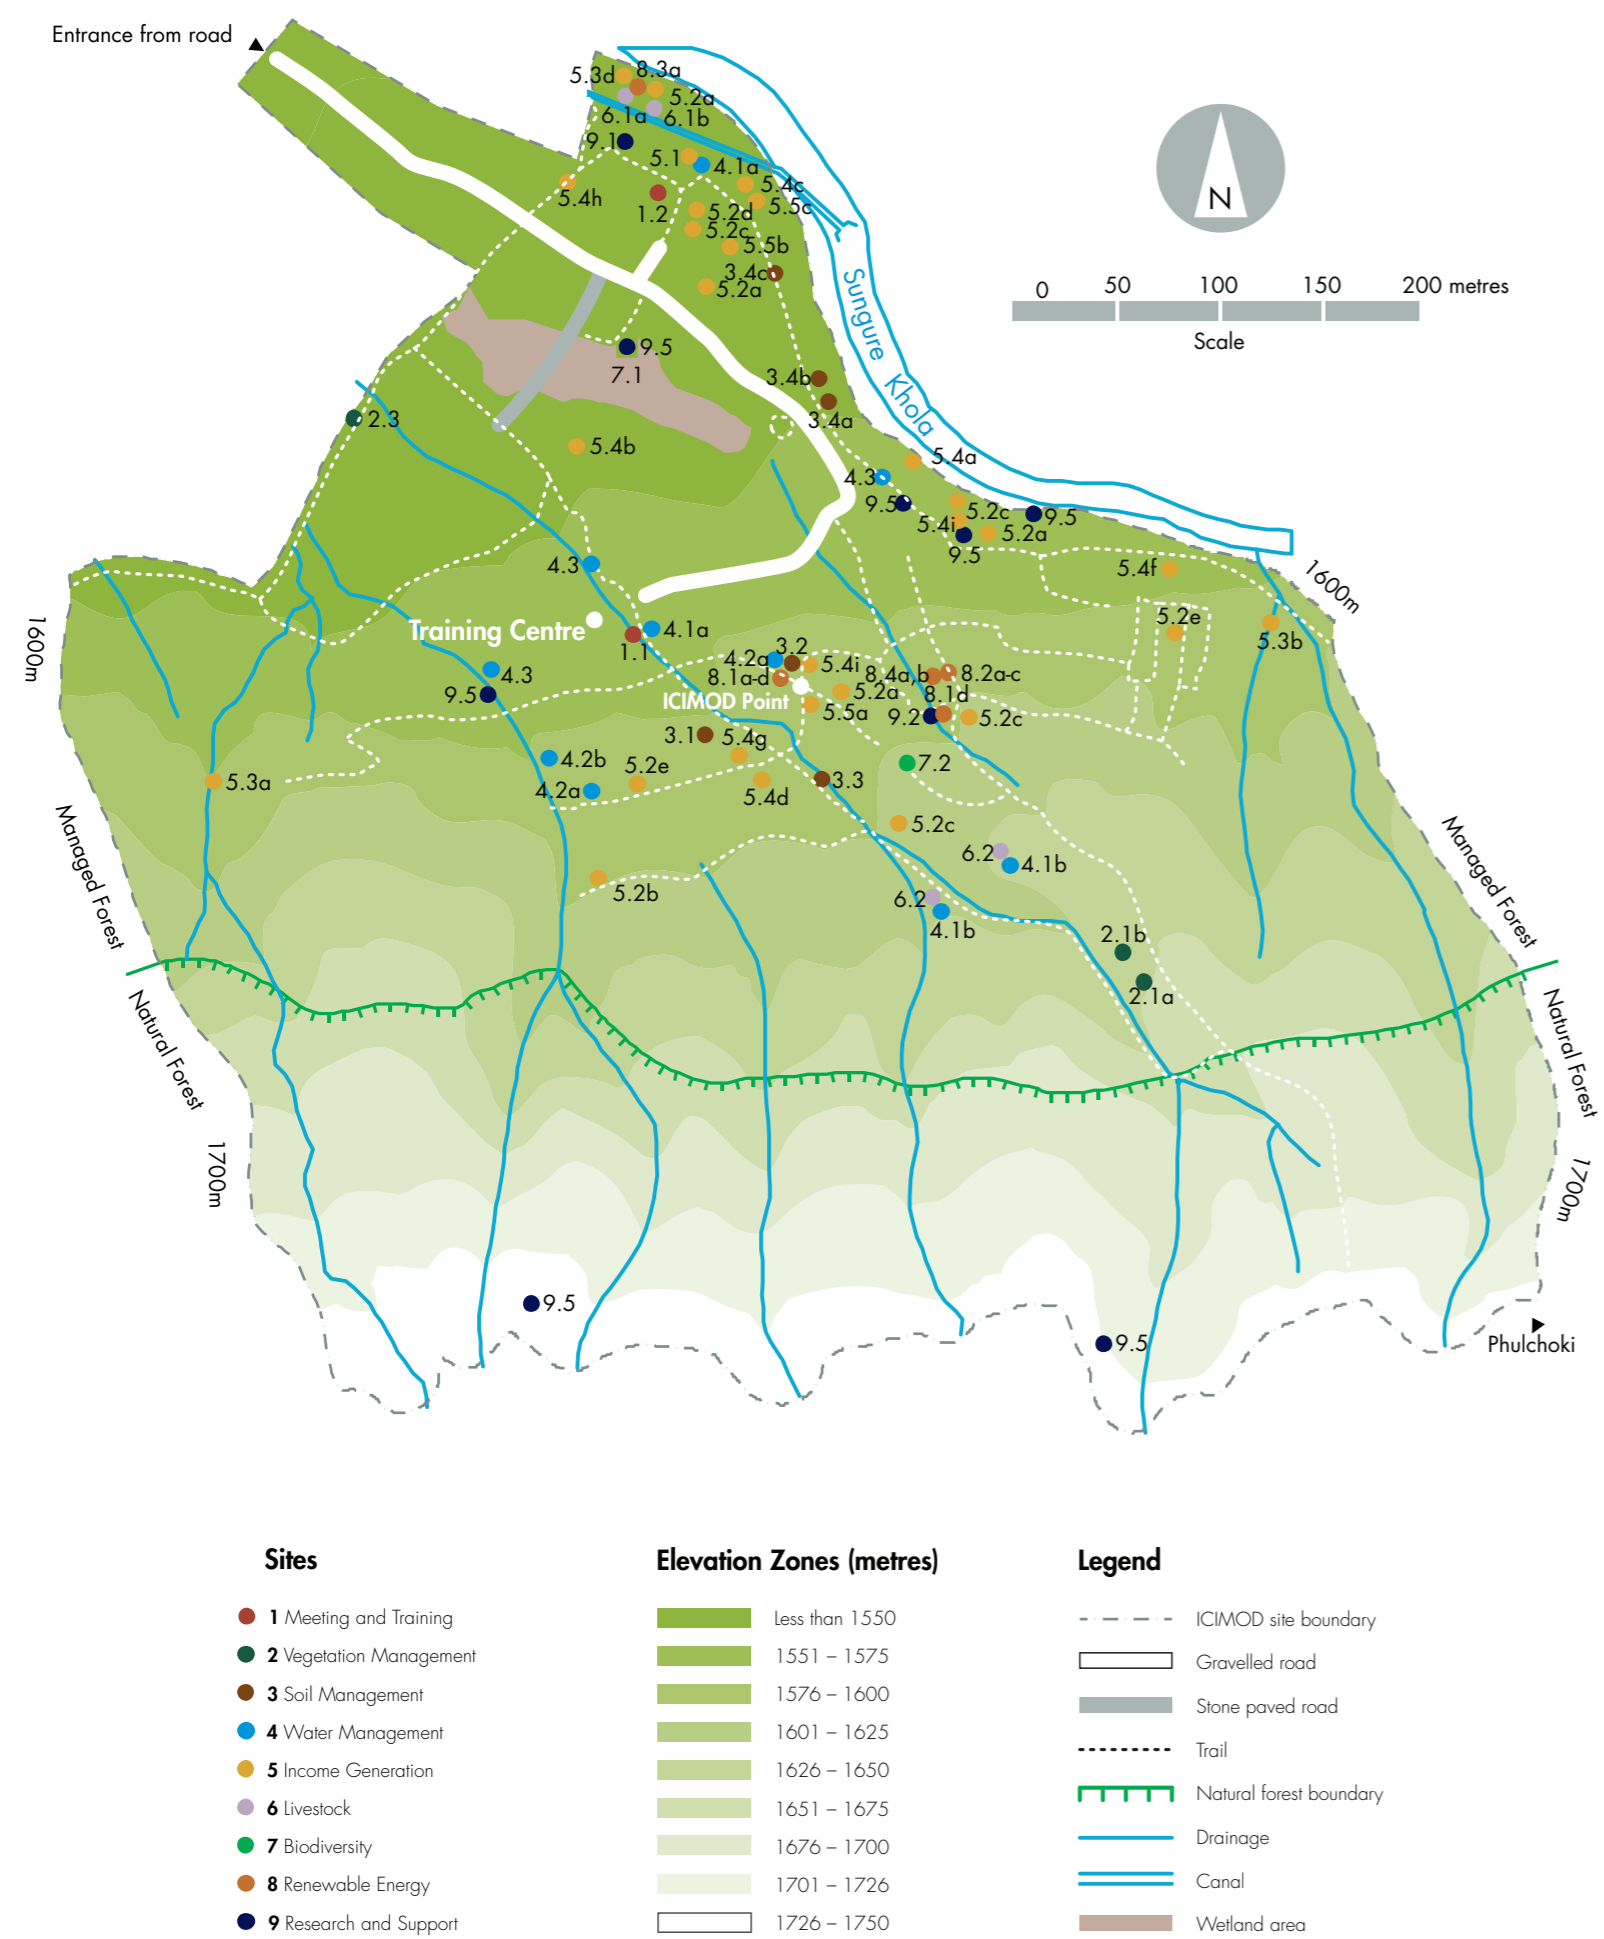 Entrance from road
5.3d
8.3a
5.2a
6.1a
6.1b
9.1
5.1
4.1a
5.4c
5.4h
1.2
5.2d
5.5c
5.2c
5.5b
3.4c
5.2a
N
0
50
100
150
200 metres
Scale
Sungure Khola
9.5
7.1
3.4b
3.4a
2.3
5.4b
5.4a
4.3
9.5
5.2c
9.5
5.4i
5.2a
9.5
4.3
5.4f
1600m
1600m
5.2e
5.3b
Training Centre
4.1a
1.1
4.2a
3.2
5.4i
8.4a,b
8.2a-c
8.1a-d
4.3
9.5
ICIMOD Point
5.2a
8.1d
5.5a
9.2
5.2c
3.1
5.4g
4.2b
5.2e
7.2
5.3a
4.2a
5.4d
3.3
5.2c
Managed Forest
Managed Forest
6.2
4.1b
5.2b
6.2
4.1b
2.1b
2.1a
Natural Forest
Natural Forest
1700m
1700m
9.5
9.5
Phulchoki
Sites
1 Meeting and Training
2 Vegetation Management
3 Soil Management
4 Water Management
5 Income Generation
6 Livestock
7 Biodiversity
8 Renewable Energy
9 Research and Support
Elevation Zones (metres)
Less than 1550
1551 – 1575
1576 – 1600
1601 – 1625
1626 – 1650
1651 – 1675
1676 – 1700
1701 – 1726
1726 – 1750
Legend
ICIMOD site boundary
Gravelled road
Stone paved road
Trail
Natural forest boundary
Drainage
Canal
Wetland area